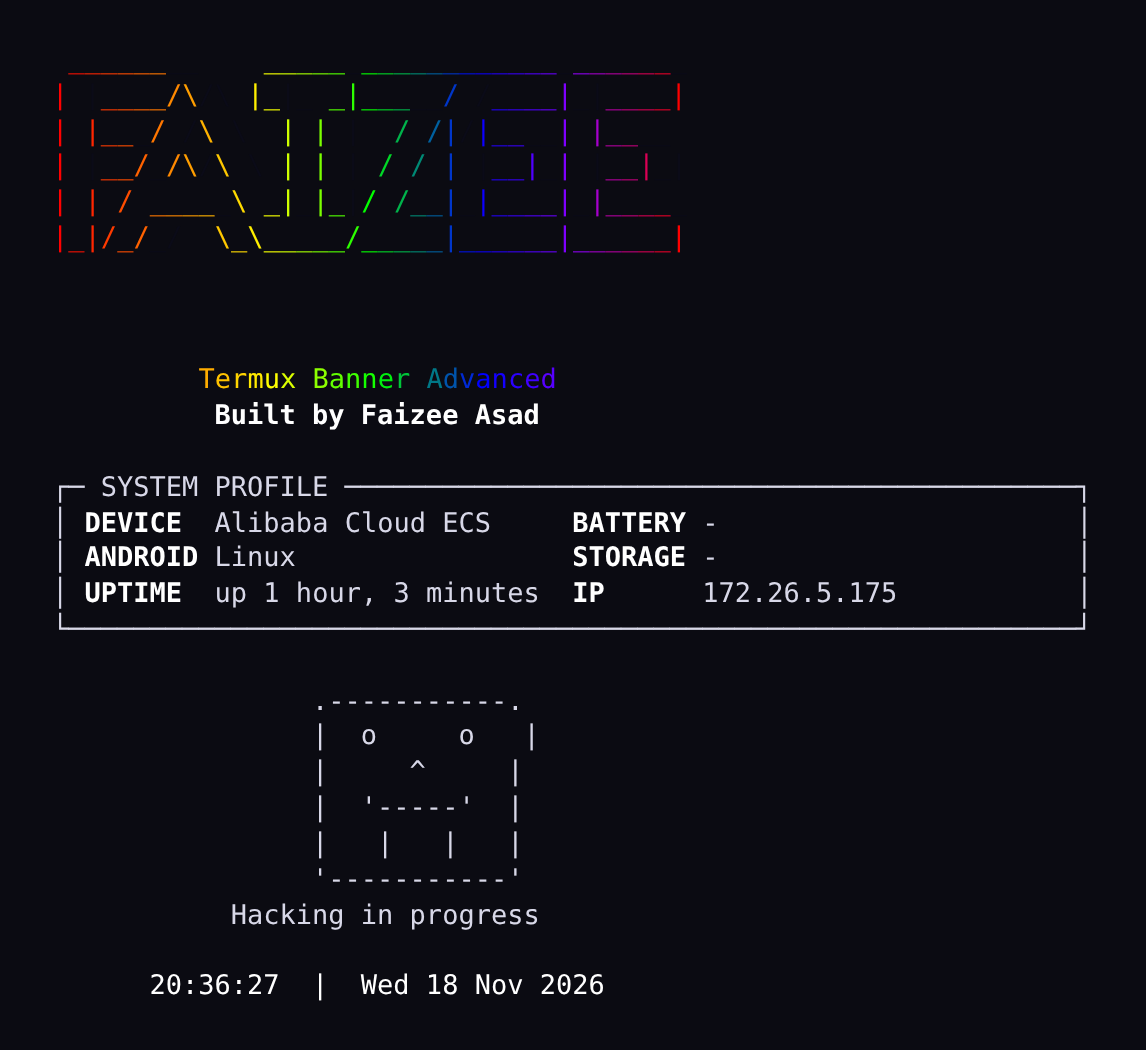 FAIZEE
Termux Banner Advanced
Built by Faizee Asad
SYSTEM PROFILE
DEVICE Alibaba Cloud ECS BATTERY -
ANDROID Linux STORAGE -
UPTIME up 1 hour, 3 minutes IP 172.26.5.175
Hacking in progress
20:36:27 | Wed 18 Nov 2026